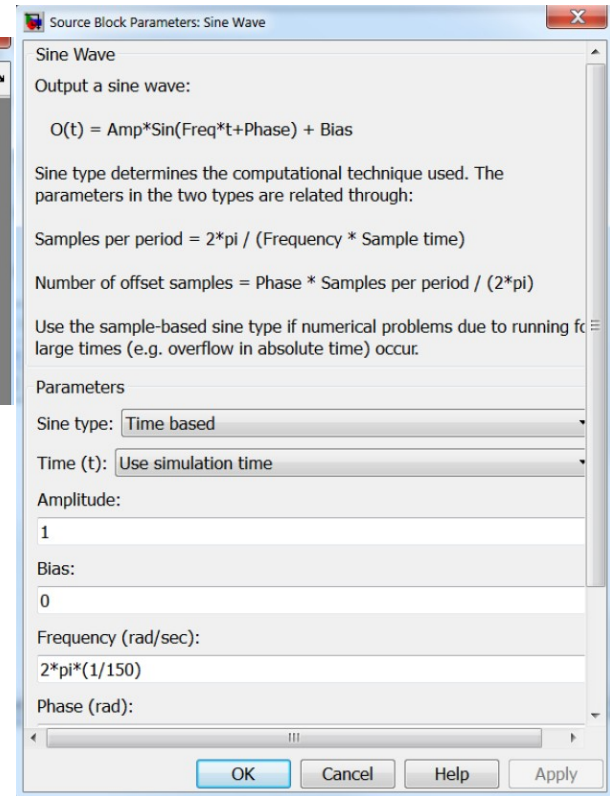 Source Block Parameters: Sine Wave
Sine Wave
Output a sine wave:
O(t) = Amp*Sin(Freq*t+Phase) + Bias
Sine type determines the computational technique used. The
parameters in the two types are related through:
Samples per period = 2*pi / (Frequency * Sample time)
Number of offset samples = Phase * Samples per period / (2*pi)
Use the sample-based sine type if numerical problems due to running fo
large times (e.g. overflow in absolute time) occur.
Parameters
Sine type: Time based
Time (t): Use simulation time
Amplitude:
1
Bias:
0
Frequency (rad/sec):
2*pi*(1/150)
Phase (rad):
OK Cancel Help Apply